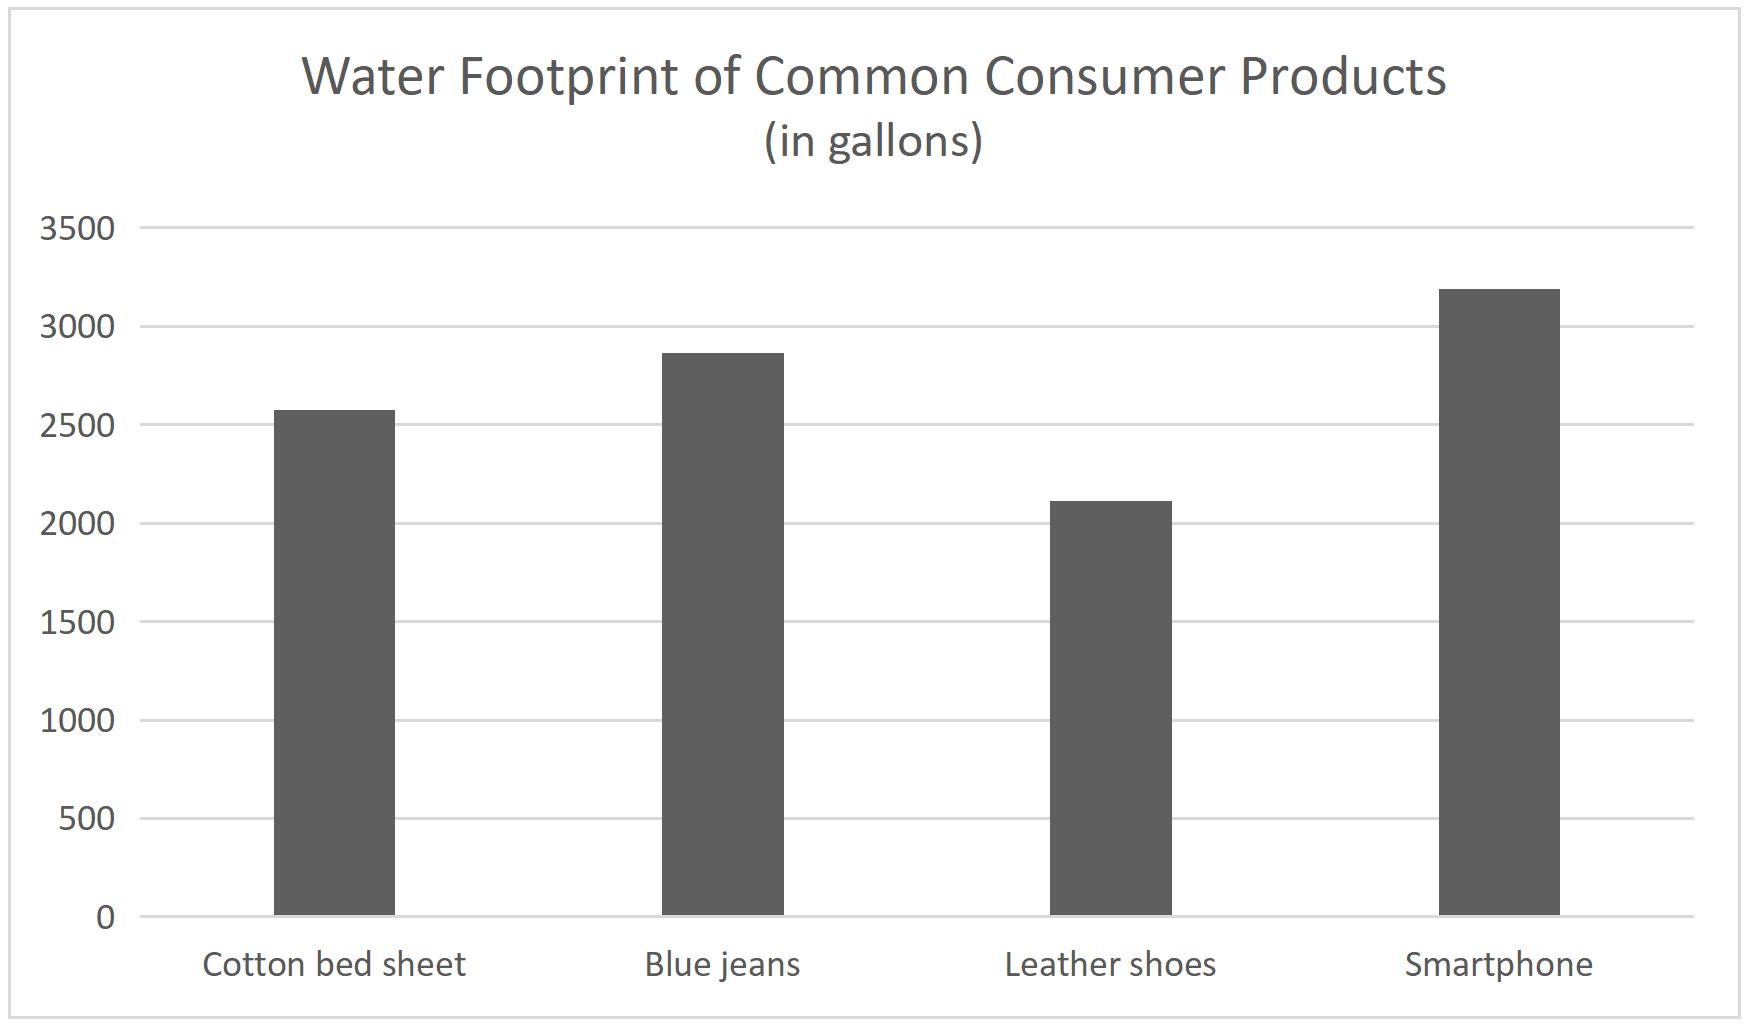 Water Footprint of Common Consumer Products
(in gallons)
3500
3000
2500
2000
1500
1000
500
0
Cotton bed sheet Blue jeans Leather shoes Smartphone